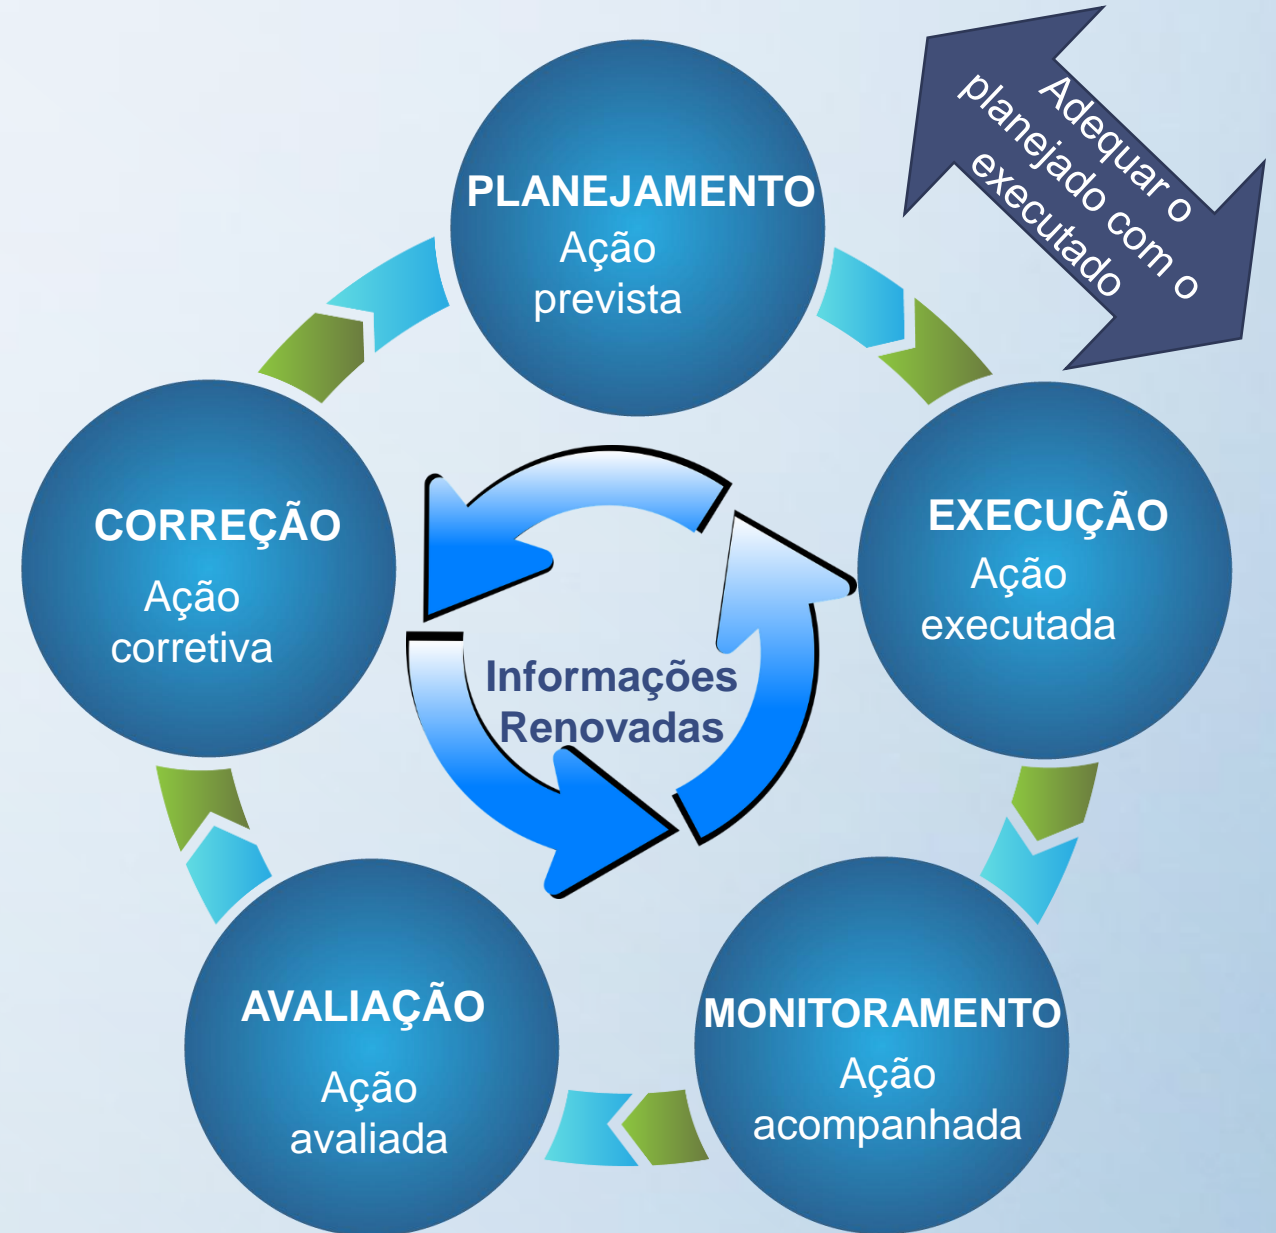 PLANEJAMENTO
Ação
prevista
Adequar o
planejado com o
executado
EXECUÇÃO
Ação
executada
MONITORAMENTO
Ação
acompanhada
AVALIAÇÃO
Ação
avaliada
CORREÇÃO
Ação
corretiva
Informações
Renovadas